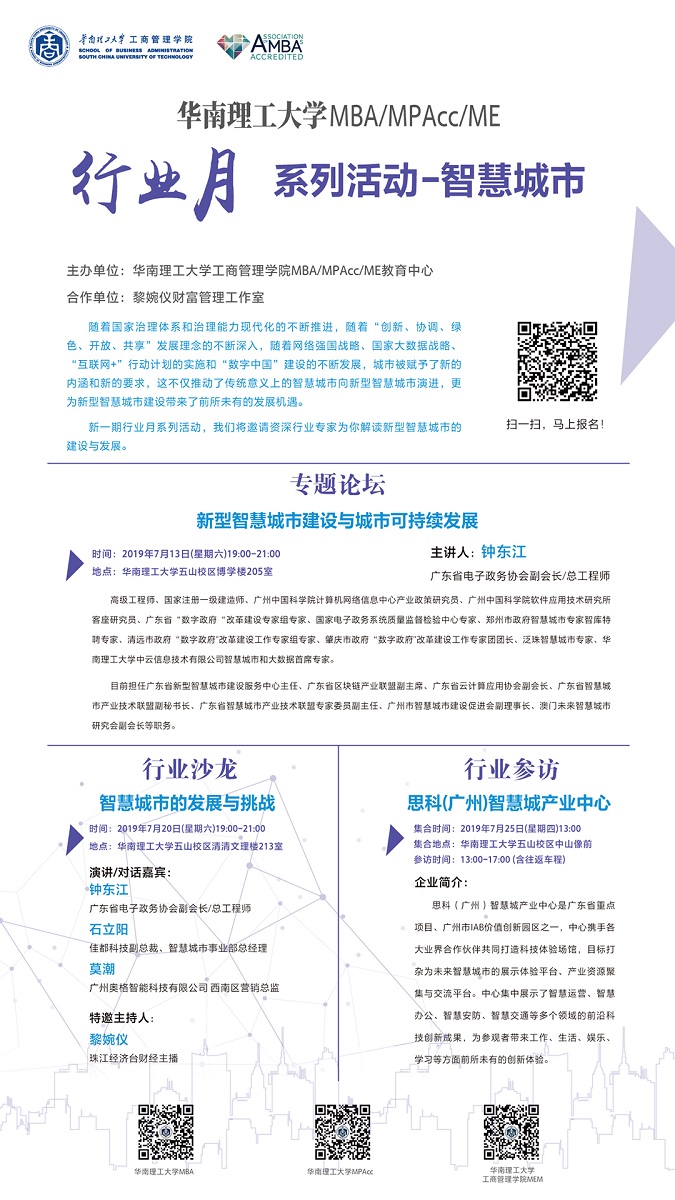 华南理工大学 工商管理学院
SCHOOL OF BUSINESS ADMINISTRATION
SOUTH CHINA UNIVERSITY OF TECHNOLOGY
ASSOCIATION
AMBA's
ACCREDITED
华南理工大学MBA/MPAcc/ME
行业月 系列活动-智慧城市
主办单位：华南理工大学工商管理学院MBA/MPAcc/ME教育中心
合作单位：黎婉仪财富管理工作室
随着国家治理体系和治理能力现代化的不断推进，随着“创新、协调、绿
色、开放、共享”发展理念的不断深入，随着网络强国战略、国家大数据战略、
“互联网+”行动计划的实施和“数字中国”建设的不断发展，城市被赋予了新的
内涵和新的要求，这不仅推动了传统意义上的智慧城市向新型智慧城市演进，更
为新型智慧城市建设带来了前所未有的发展机遇。
新一期行业月系列活动，我们将邀请资深行业专家为你解读新型智慧城市的
建设与发展。
扫一扫，马上报名！
专题论坛
新型智慧城市建设与城市可持续发展
时间：2019年7月13日(星期六)19:00-21:00
地点：华南理工大学五山校区博学楼205室
主讲人：钟东江
广东省电子政务协会副会长/总工程师
高级工程师、国家注册一级建造师、广州中国科学院计算机网络信息中心产业政策研究员、广州中国科学院软件应用技术研究所
客座研究员、广东省“数字政府“改革建设专家组专家、国家电子政务系统质量监督检验中心专家、郑州市政府智慧城市专家智库特
聘专家、清远市政府“数字政府”改革建设工作专家组专家、肇庆市政府“数字政府”改革建设工作专家团团长、泛珠智慧城市专家、华
南理工大学中云信息技术有限公司智慧城市和大数据首席专家。
目前担任广东省新型智慧城市建设服务中心主任、广东省区块链产业联盟副主席、广东省云计算应用协会副会长、广东省智慧城
市产业技术联盟副秘书长、广东省智慧城市产业技术联盟专家委员副主任、广州市智慧城市建设促进会副理事长、澳门未来智慧城市
研究会副会长等职务。
行业沙龙
智慧城市的发展与挑战
时间：2019年7月20日(星期六)19:00-21:00
地点：华南理工大学五山校区清清文理楼213室
演讲/对话嘉宾：
钟东江
广东省电子政务协会副会长/总工程师
石立阳
佳都科技副总裁、智慧城市事业部总经理
莫潮
广州奥格智能科技有限公司 西南区营销总监
特邀主持人：
黎婉仪
珠江经济台财经主播
行业参访
思科(广州)智慧城产业中心
集合时间：2019年7月25日(星期四)13:00
集合地点：华南理工大学五山校区中山像前
参访时间：13:00-17:00 (含往返车程)
企业简介：
思科（广州）智慧城产业中心是广东省重点
项目、广州市IAB价值创新园区之一，中心携手各
大业界合作伙伴共同打造科技体验场馆，目标打
杂为未来智慧城市的展示体验平台、产业资源聚
集与交流平台。中心集中展示了智慧运营、智慧
办公、智慧安防、智慧交通等多个领域的前沿科
技创新成果，为参观者带来工作、生活、娱乐、
学习等方面前所未有的创新体验。
华南理工大学MBA
华南理工大学MPAcc
华南理工大学
工商管理学院MEM